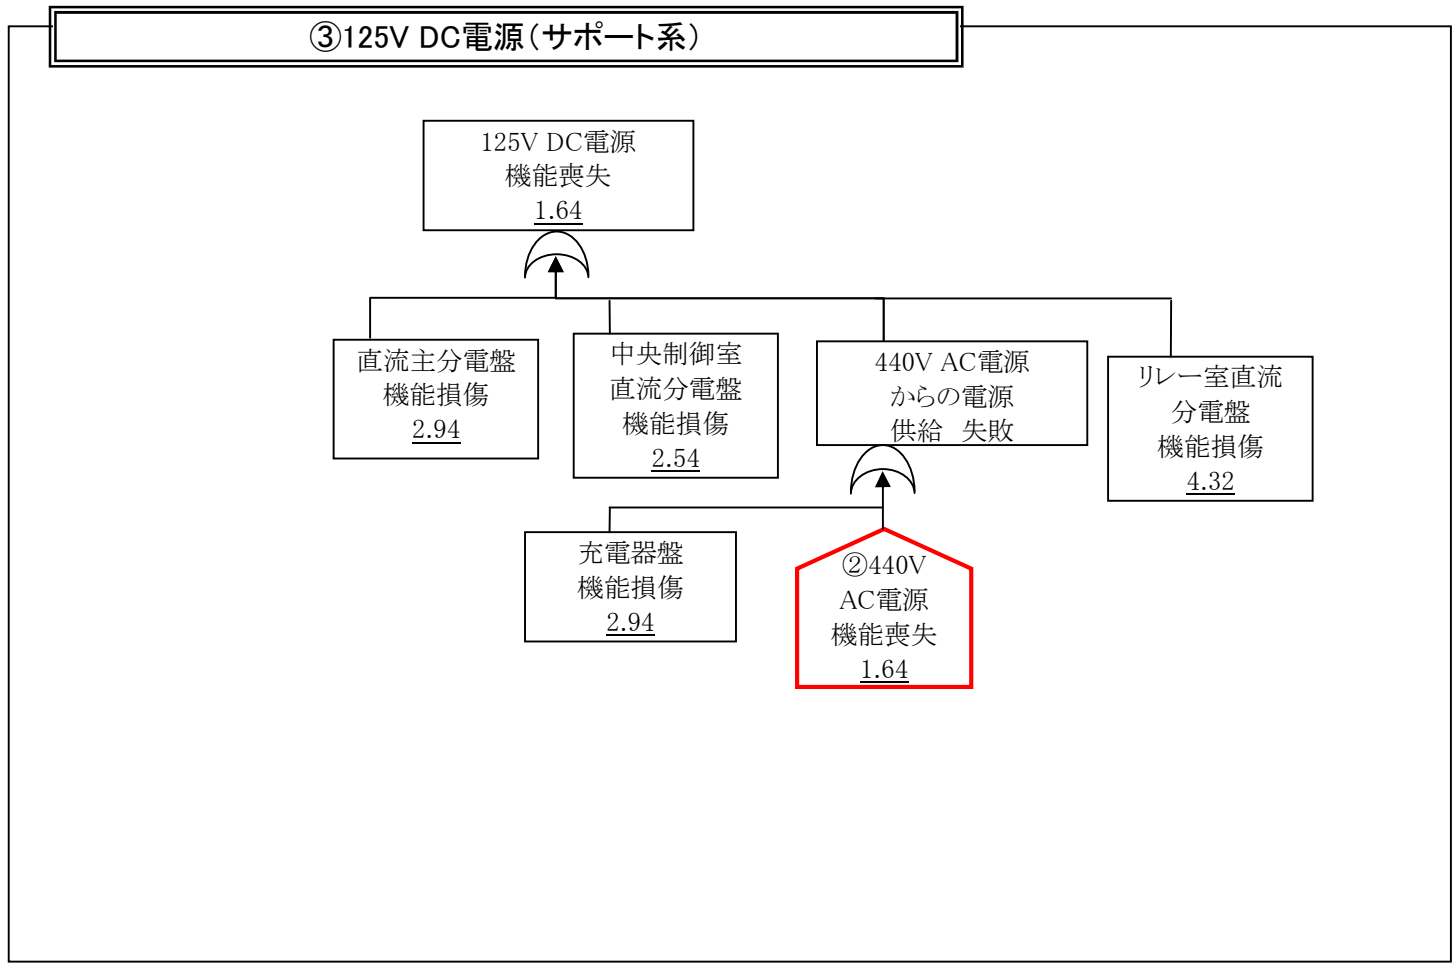 ③125V DC電源（サポート系）
125V DC電源
機能喪失
1.64
直流主分電盤
機能損傷
2.94
中央制御室
直流分電盤
機能損傷
2.54
440V AC電源
からの電源
供給　失敗
リレー室直流
分電盤
機能損傷
4.32
充電器盤
機能損傷
2.94
②440V
AC電源
機能喪失
1.64